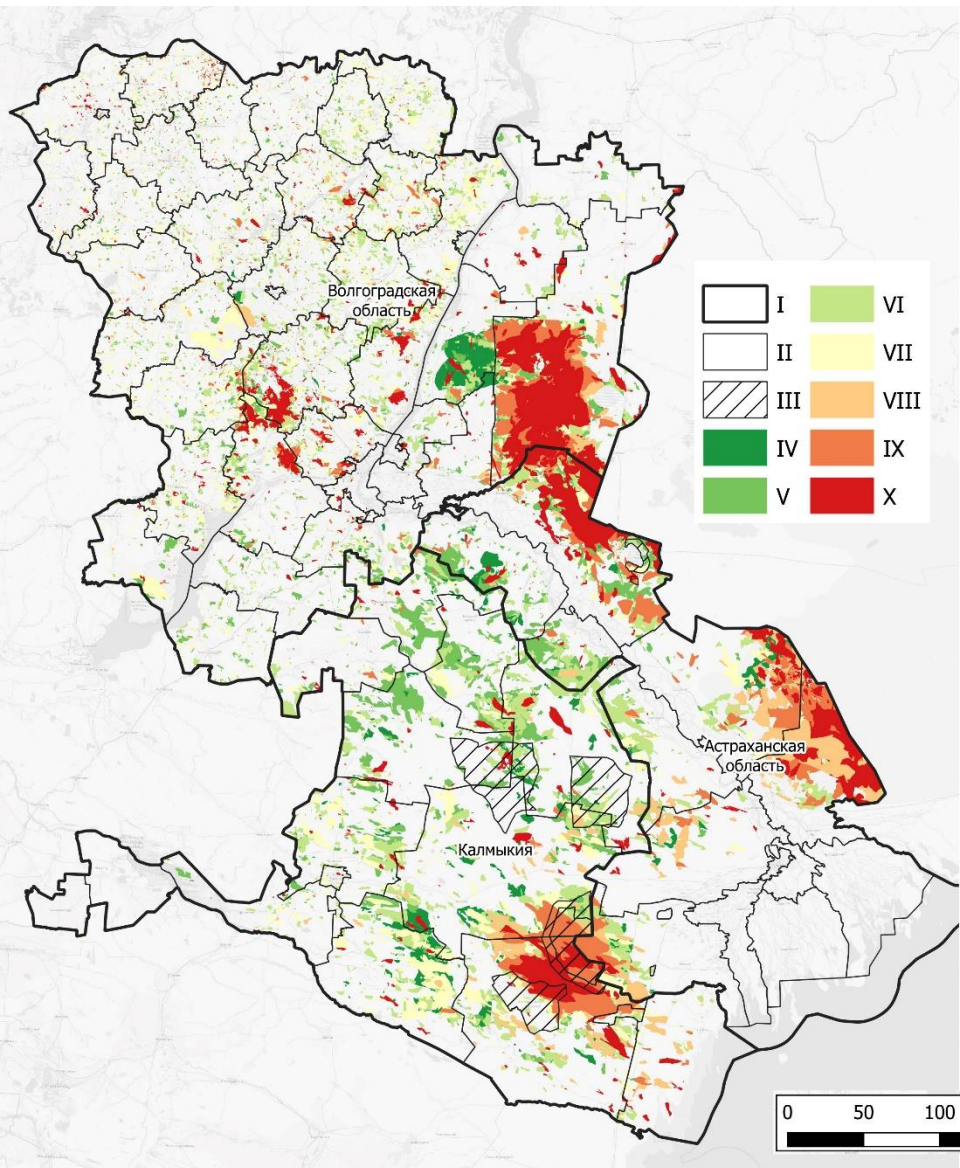 Волгоградская
область
I
VI
II
VII
III
VIII
IV
IX
V
X
Астраханская
область
Калмыкия
0 50 100